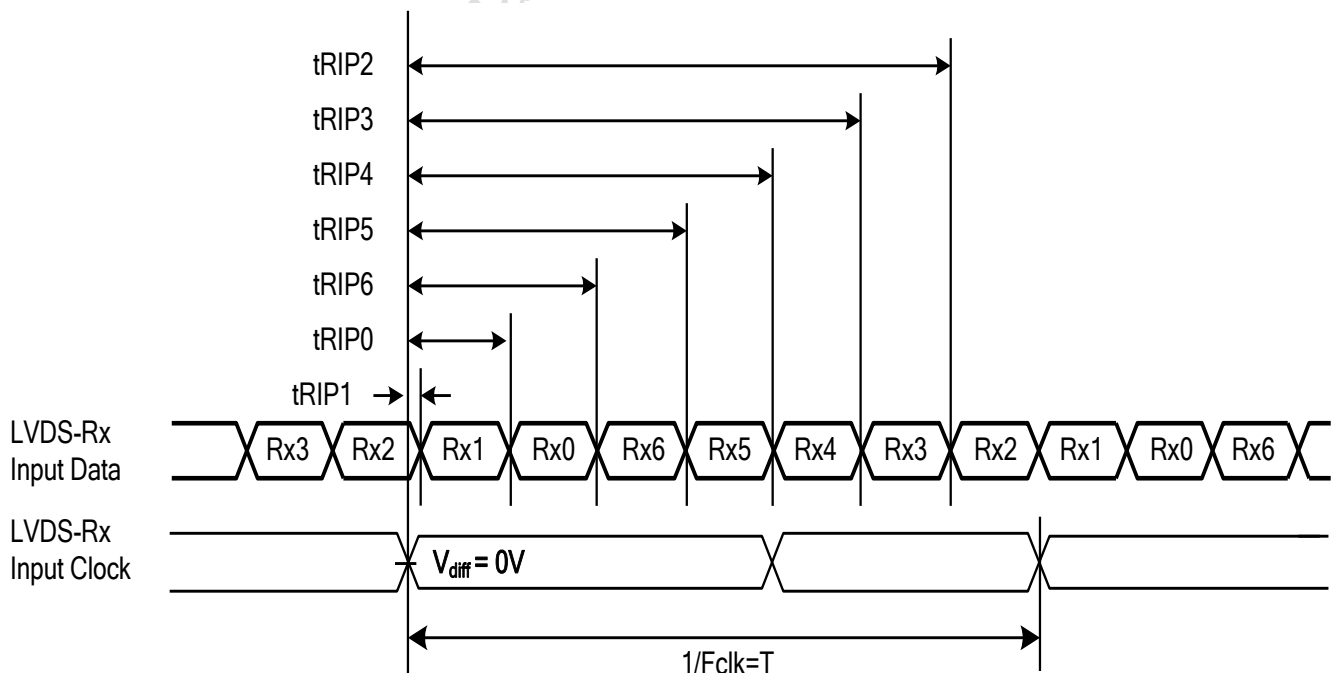 tRIP2
tRIP3
tRIP4
tRIP5
tRIP6
tRIP0
tRIP1
LVDS-Rx
Input Data
Rx3 Rx2 Rx1 Rx0 Rx6 Rx5 Rx4 Rx3 Rx2 Rx1 Rx0 Rx6
LVDS-Rx
Input Clock
Vdiff = 0V
1/Fclk=T